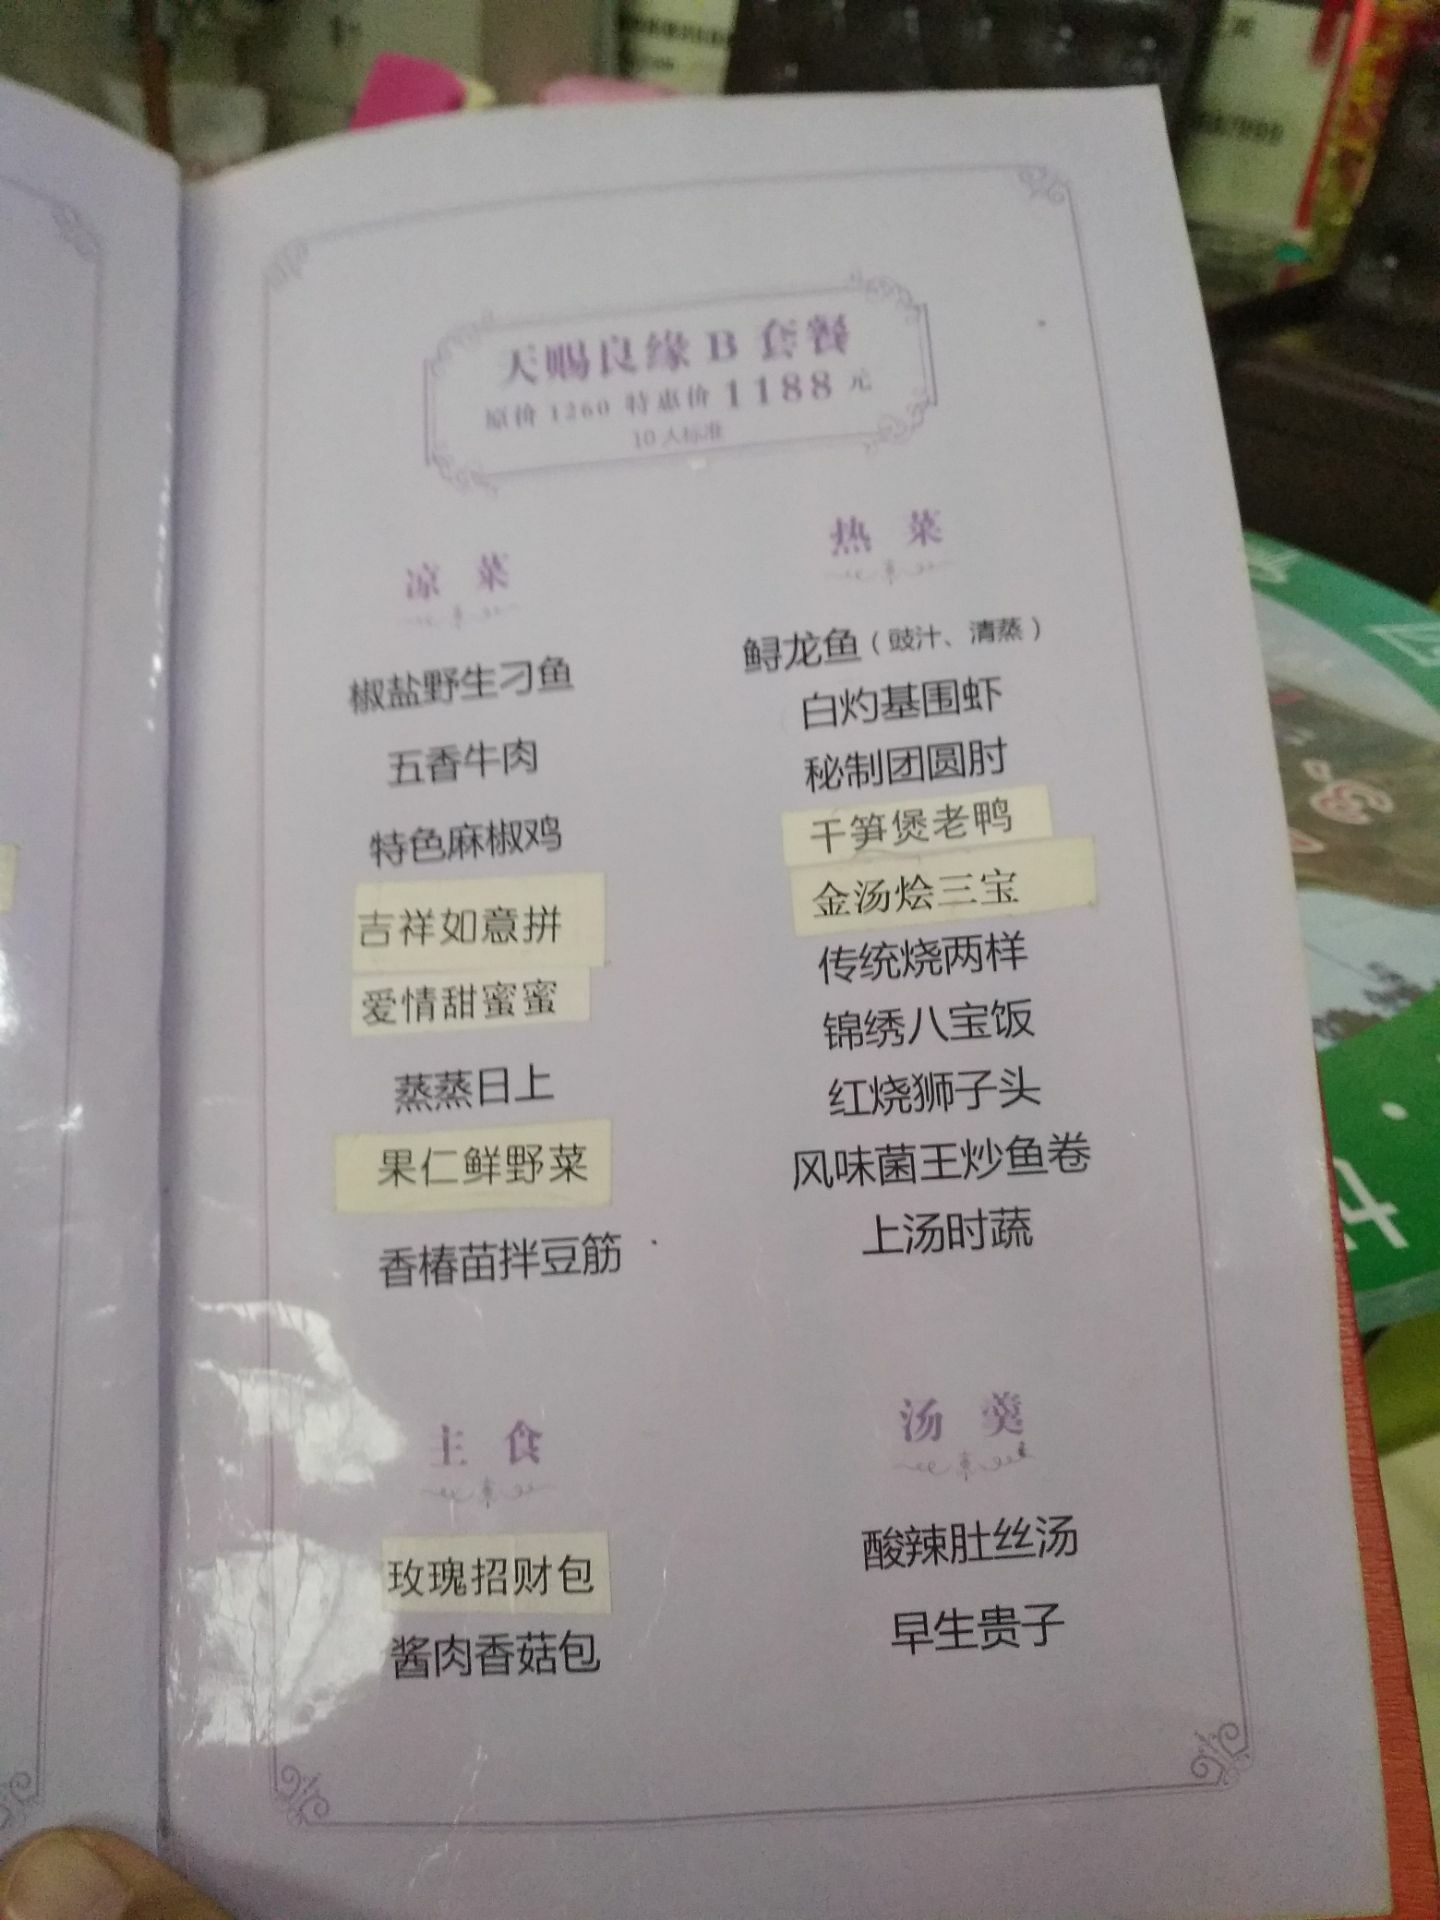 天赐良缘 B 套餐
原价 1260 特惠价 1188 元
10 人标准
凉菜
椒盐野生刁鱼
五香牛肉
特色麻椒鸡
吉祥如意拼
爱情甜蜜蜜
蒸蒸日上
果仁鲜野菜
香椿苗拌豆筋
热菜
鲟龙鱼（豉汁、清蒸）
白灼基围虾
秘制团圆肘
干笋煲老鸭
金汤烩三宝
传统烧两样
锦绣八宝饭
红烧狮子头
风味菌王炒鱼卷
上汤时蔬
主食
玫瑰招财包
酱肉香菇包
汤羹
酸辣肚丝汤
早生贵子